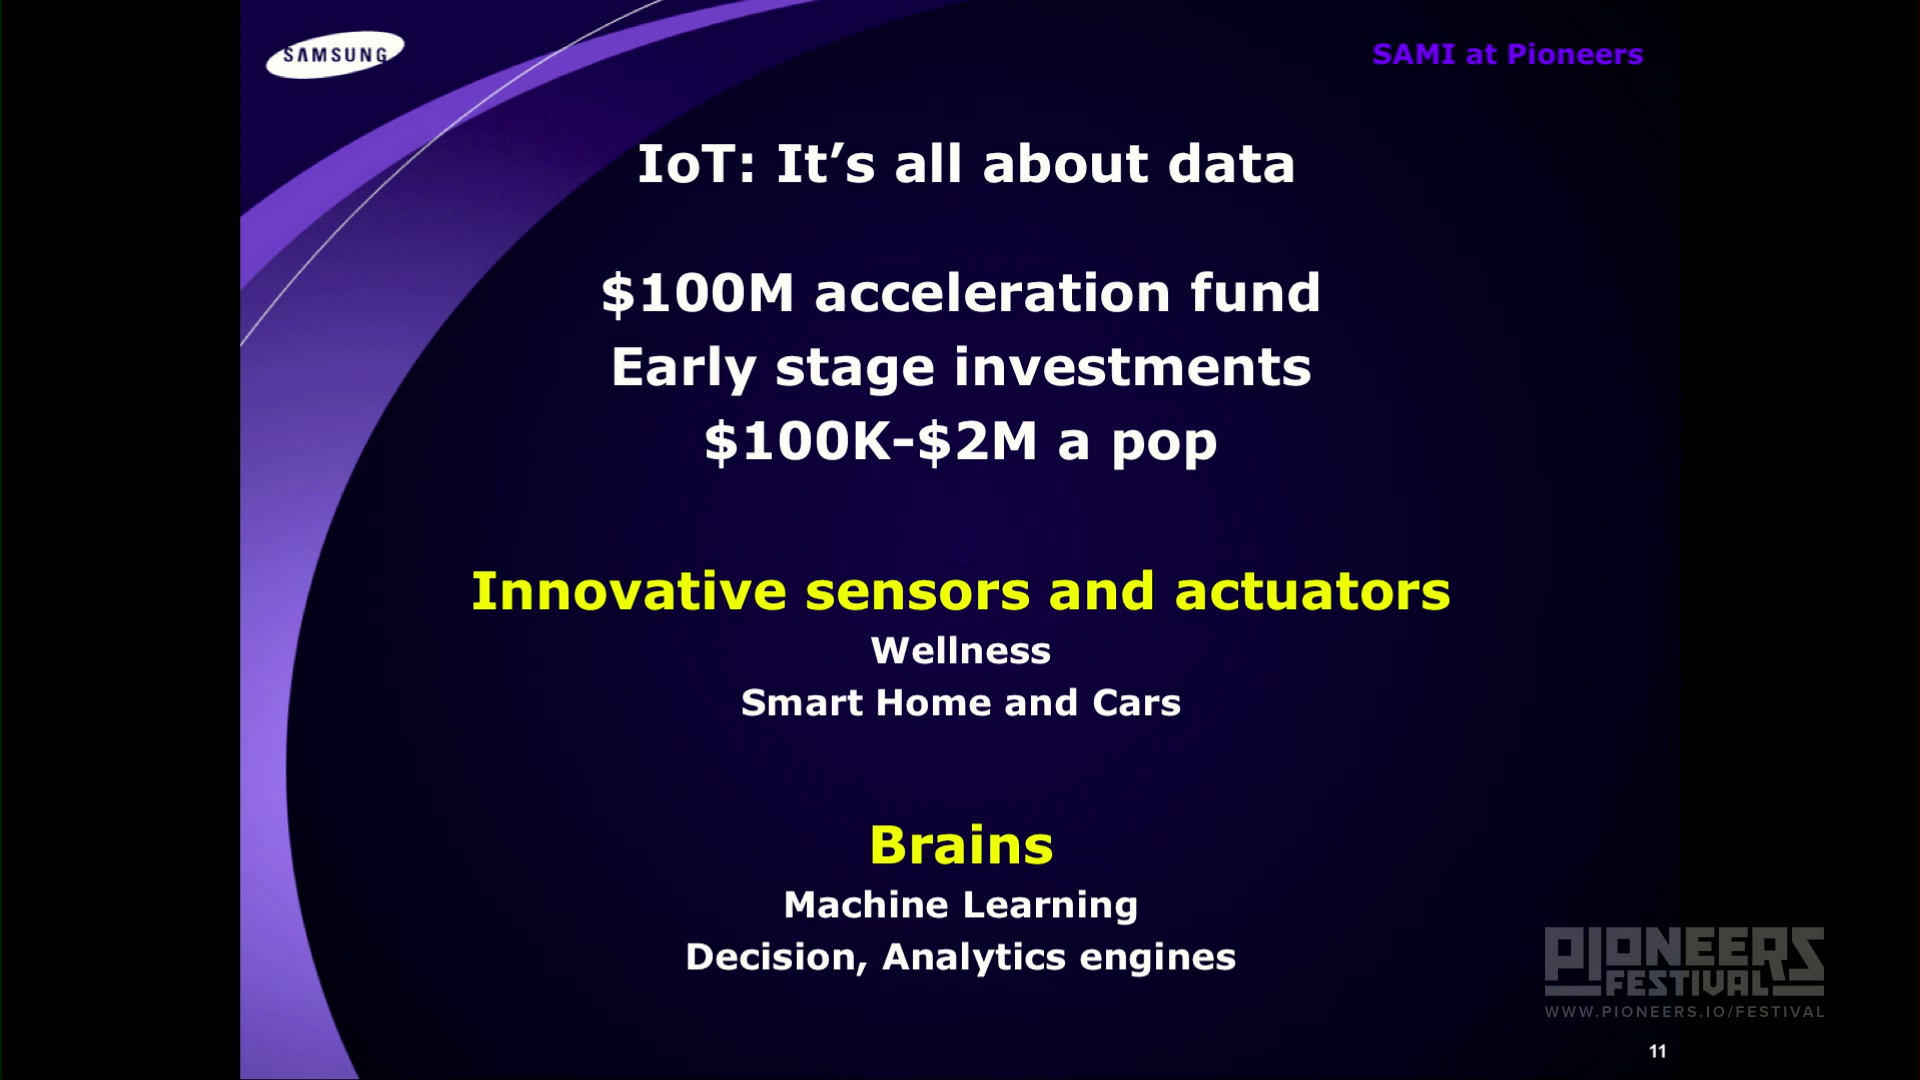 SAMSUNG
SAMI at Pioneers
IoT: It’s all about data
$100M acceleration fund
Early stage investments
$100K-$2M a pop
Innovative sensors and actuators
Wellness
Smart Home and Cars
Brains
Machine Learning
Decision, Analytics engines
PIONEERS
FESTIVAL
WWW.PIONEERS.IO/FESTIVAL
11